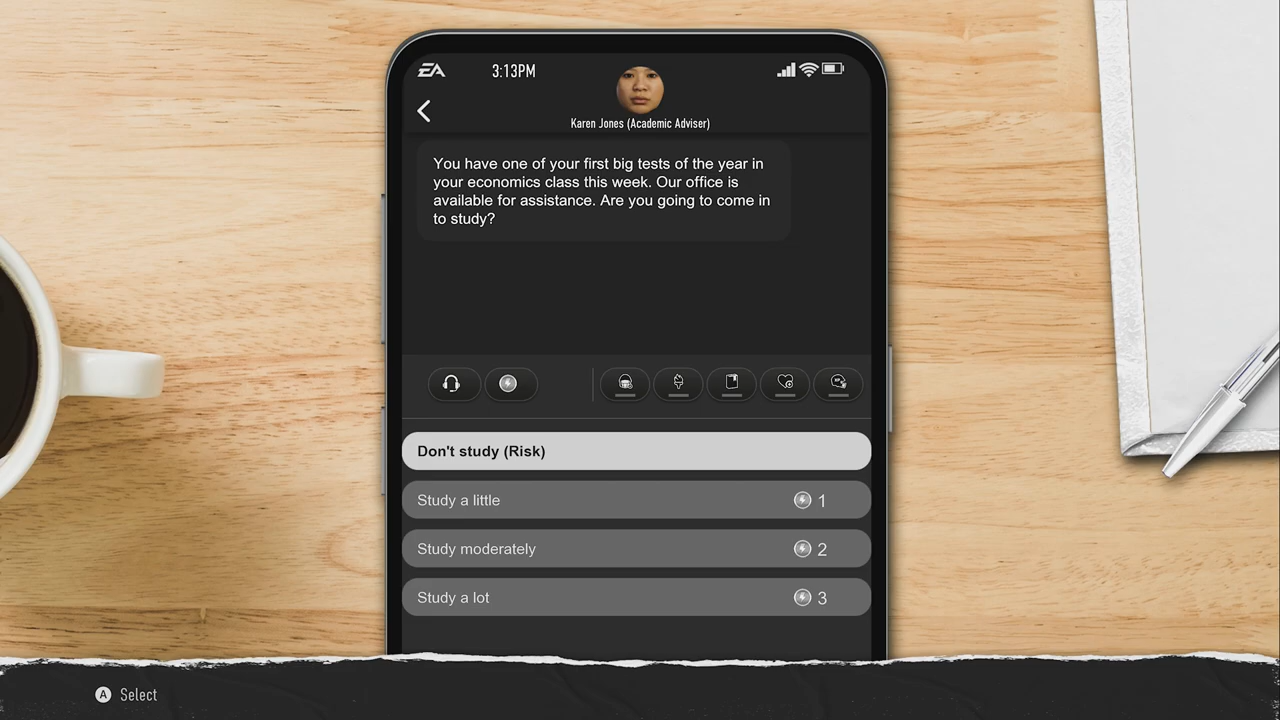 EA
3:13PM
Karen Jones (Academic Adviser)
You have one of your first big tests of the year in
your economics class this week. Our office is
available for assistance. Are you going to come in
to study?
Don't study (Risk)
Study a little 1
Study moderately 2
Study a lot 3
A Select